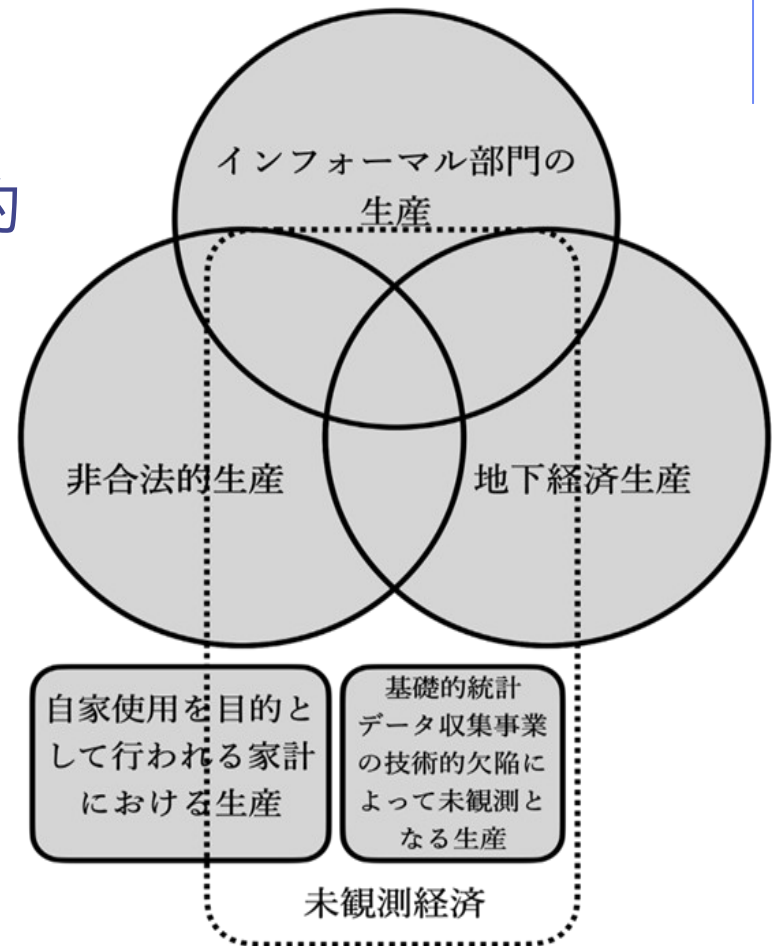 的
インフォーマル部門の
生産
非合法的生産
地下経済生産
自家使用を目的と
して行われる家計
における生産
基礎的統計
データ収集事業
の技術的欠陥に
よって未観測と
なる生産
未観測経済